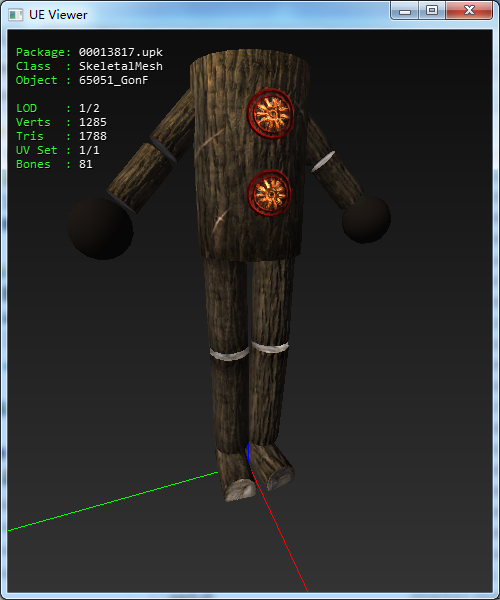 UE Viewer
Package: 00013817.upk
Class  : SkeletalMesh
Object : 65051_GonF
LOD    : 1/2
Verts  : 1285
Tris   : 1788
UV Set : 1/1
Bones  : 81